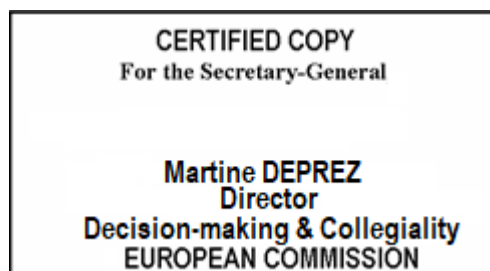 CERTIFIED COPY
For the Secretary-General
Martine DEPREZ
Director
Decision-making & Collegiality
EUROPEAN COMMISSION